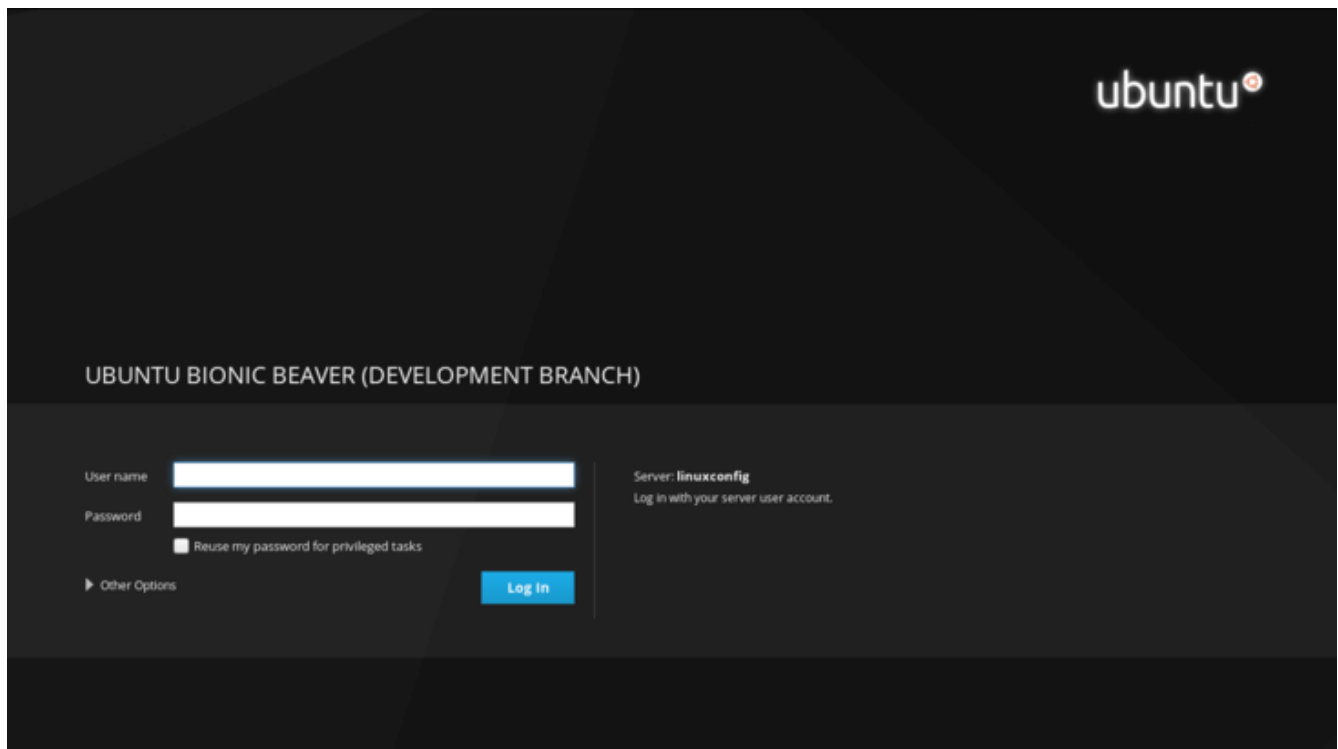 ubuntu
UBUNTU BIONIC BEAVER (DEVELOPMENT BRANCH)
User name
Password
Reuse my password for privileged tasks
Other Options
Log In
Server: linuxconfig
Log in with your server user account.